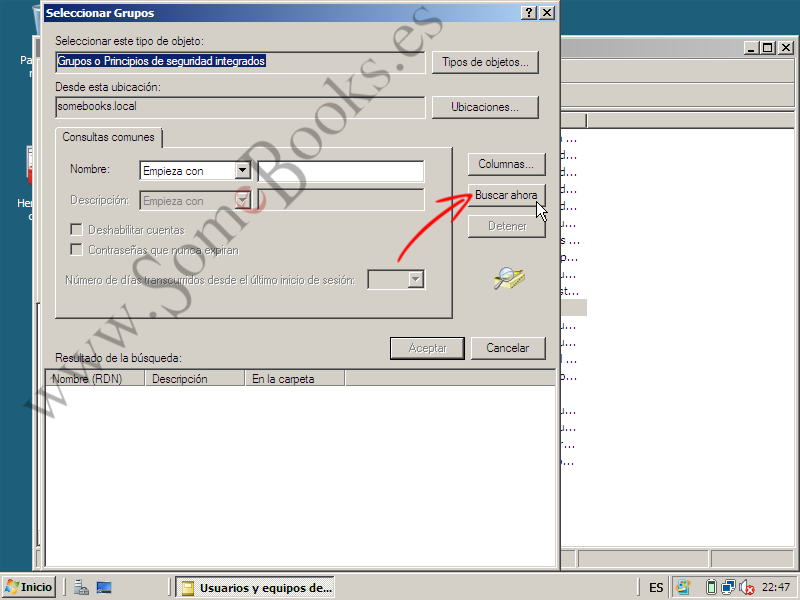 Seleccionar Grupos
Seleccionar este tipo de objeto:
Grupos o Principios de seguridad integrados
Tipos de objetos...
Desde esta ubicación:
somebooks.local
Ubicaciones...
Consultas comunes
Nombre:
Empieza con
Columnas...
Descripción:
Empieza con
Buscar ahora
Deshabilitar cuentas
Detener
Contraseñas que nunca expiran
Número de días transcurridos desde el último inicio de sesión:
Aceptar
Cancelar
Resultado de la búsqueda:
Nombre (RDN)
Descripción
En la carpeta
www.SomeBooks.es
Inicio
Usuarios y equipos de...
ES
22:47